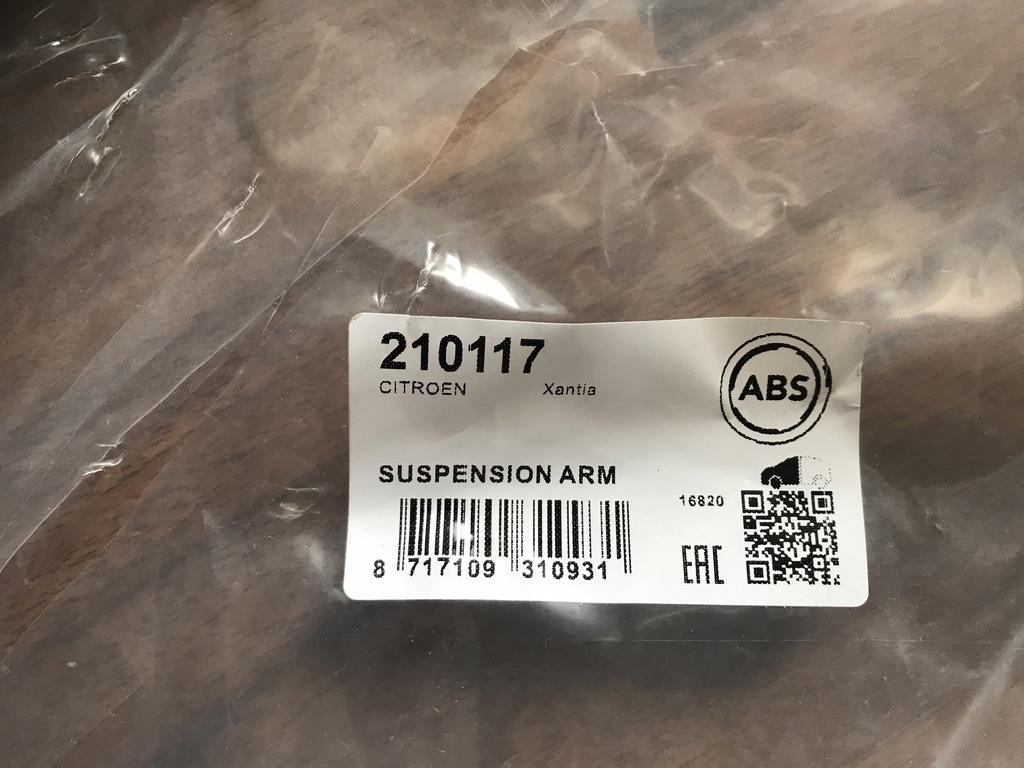 210117
CITROEN Xantia
ABS
SUSPENSION ARM
16820
8 717109 310931
EAC